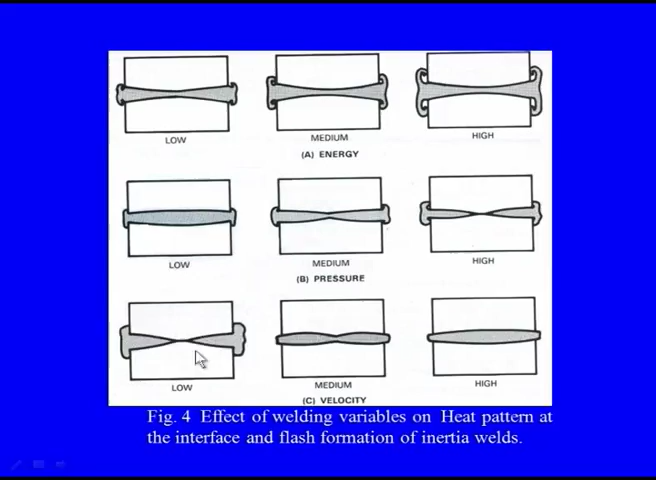 LOW MEDIUM HIGH
(A) ENERGY
LOW MEDIUM HIGH
(B) PRESSURE
LOW MEDIUM HIGH
(C) VELOCITY
Fig. 4 Effect of welding variables on Heat pattern at
the interface and flash formation of inertia welds.